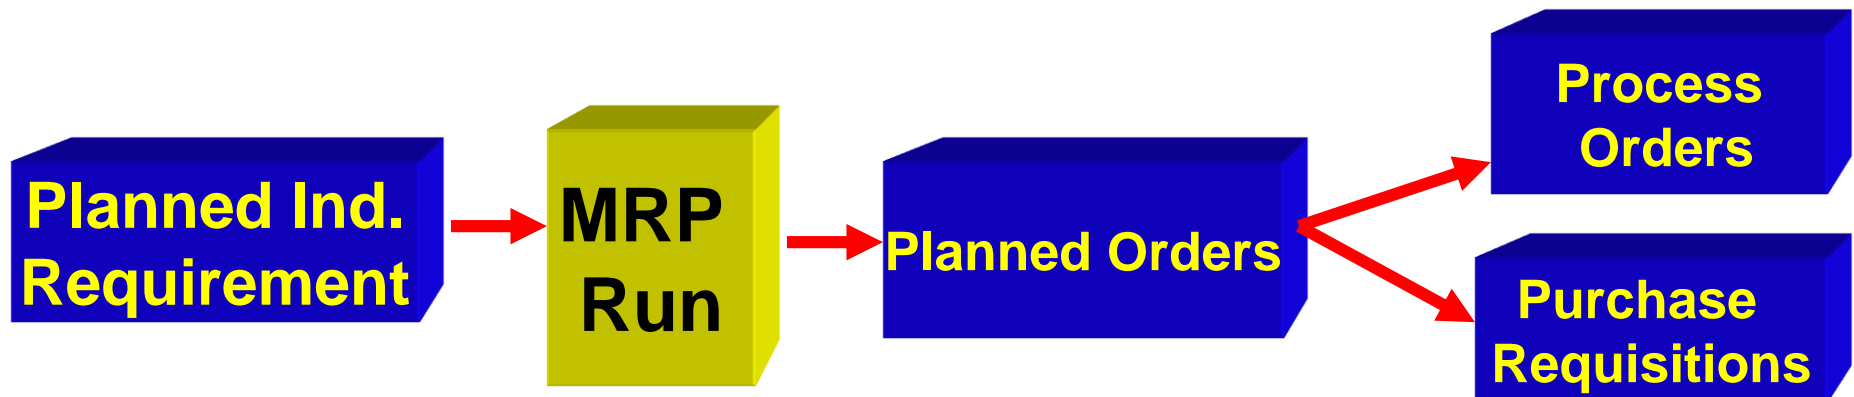 Planned Ind.
Requirement
MRP
Run
Planned Orders
Process
Orders
Purchase
Requisitions